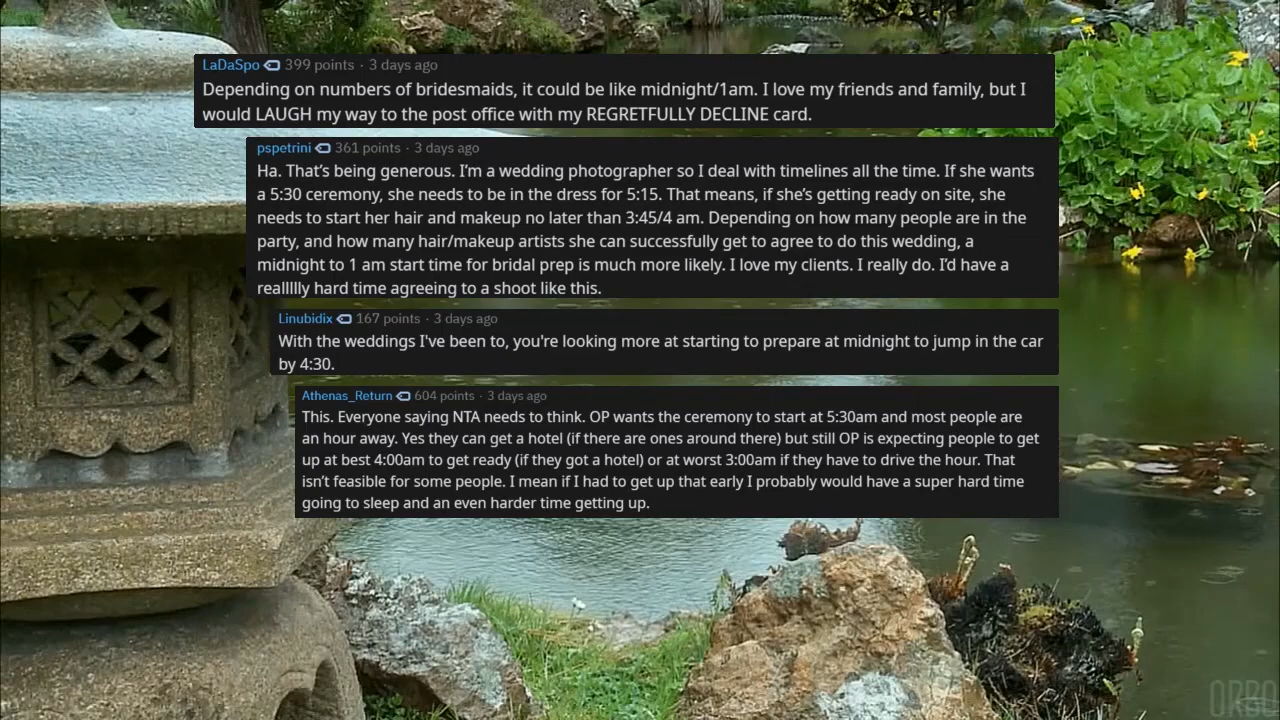 LaDaSpo 399 points · 3 days ago
Depending on numbers of bridesmaids, it could be like midnight/1am. I love my friends and family, but I
would LAUGH my way to the post office with my REGRETFULLY DECLINE card.
pspetrini 361 points · 3 days ago
Ha. That's being generous. I'm a wedding photographer so I deal with timelines all the time. If she wants
a 5:30 ceremony, she needs to be in the dress for 5:15. That means, if she's getting ready on site, she
needs to start her hair and makeup no later than 3:45/4 am. Depending on how many people are in the
party, and how many hair/makeup artists she can successfully get to agree to do this wedding, a
midnight to 1 am start time for bridal prep is much more likely. I love my clients. I really do. I'd have a
realllllly hard time agreeing to a shoot like this.
Linubidix 167 points · 3 days ago
With the weddings I've been to, you're looking more at starting to prepare at midnight to jump in the car
by 4:30.
Athenas_Return 604 points · 3 days ago
This. Everyone saying NTA needs to think. OP wants the ceremony to start at 5:30am and most people are
an hour away. Yes they can get a hotel (if there are ones around there) but still OP is expecting people to get
up at best 4:00am to get ready (if they got a hotel) or at worst 3:00am if they have to drive the hour. That
isn't feasible for some people. I mean if I had to get up that early I probably would have a super hard time
going to sleep and an even harder time getting up.